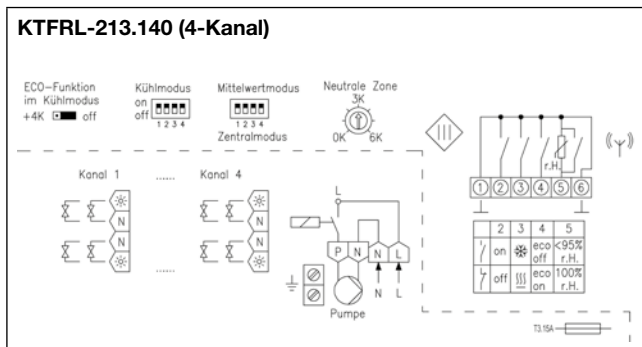 KTFRL-213.140 (4-Kanal)
ECO-Funktion
im Kühlmodus
+4K off
Kühlmodus
on
off
1 2 3 4
Mittelwertmodus
1 2 3 4
Zentralmodus
Neutrale Zone
3K
0K 6K
Kanal 1 ....... Kanal 4
N N
N N
.......
L
P N N L
N L
Pumpe
r.H.
1 2 3 4 5 6
2 3 4 5
on eco off <95% r.H.
off eco on 100% r.H.
T3.15A